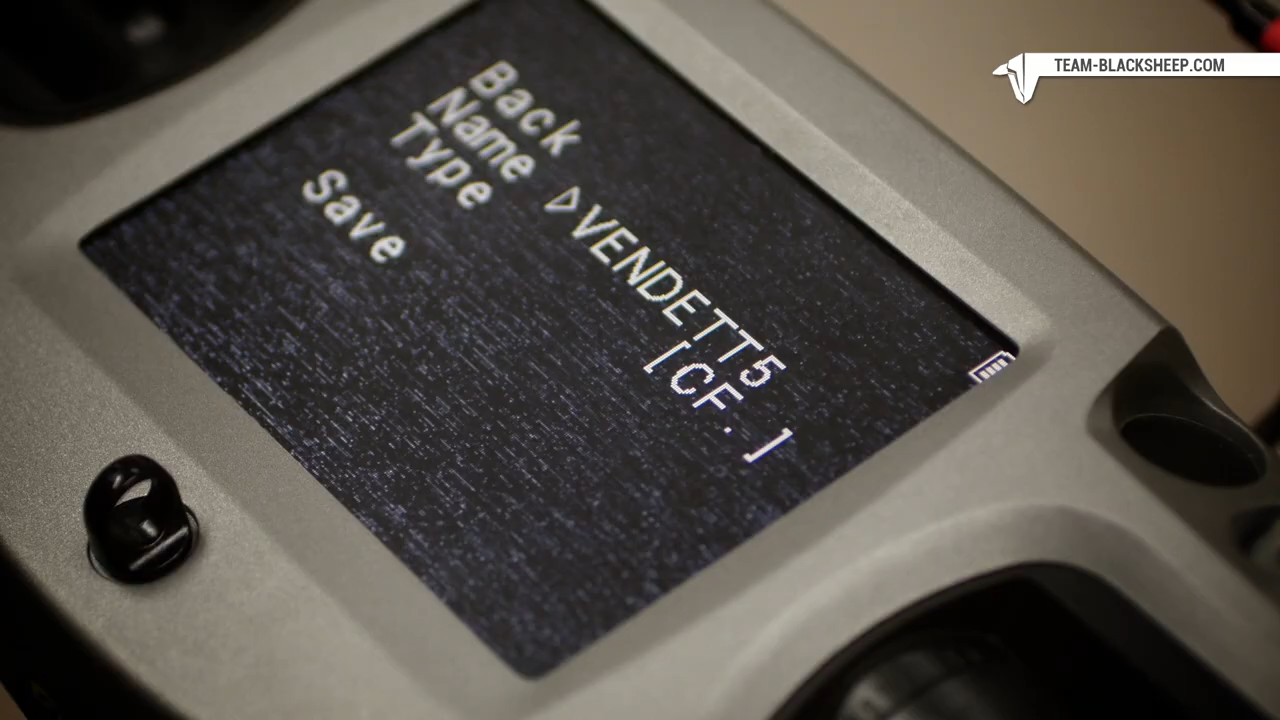 TEAM-BLACKSHEEP.COM
Back
Name ▷VENDETT5
Type [CF.]
Save